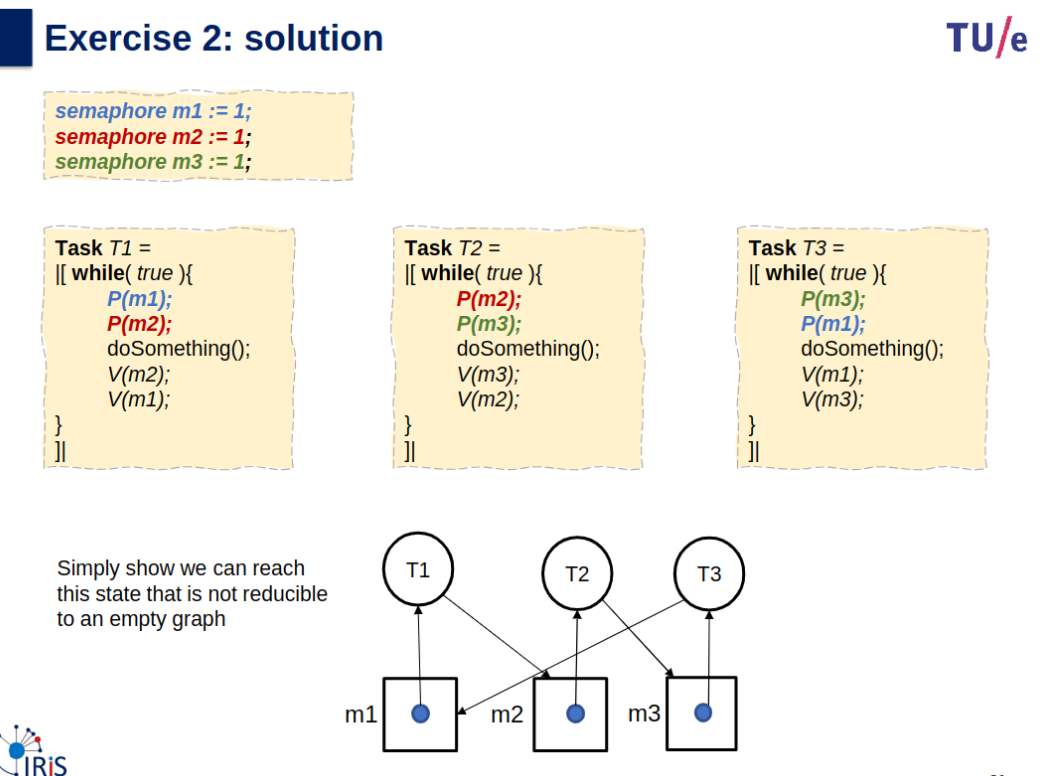 Exercise 2: solution
TU/e
semaphore m1 := 1;
semaphore m2 := 1;
semaphore m3 := 1;
Task T1 =
|[ while( true ){
P(m1);
P(m2);
doSomething();
V(m2);
V(m1);
}
]|
Task T2 =
|[ while( true ){
P(m2);
P(m3);
doSomething();
V(m3);
V(m2);
}
]|
Task T3 =
|[ while( true ){
P(m3);
P(m1);
doSomething();
V(m1);
V(m3);
}
]|
Simply show we can reach
this state that is not reducible
to an empty graph
T1
T2
T3
m1
m2
m3
IRiS